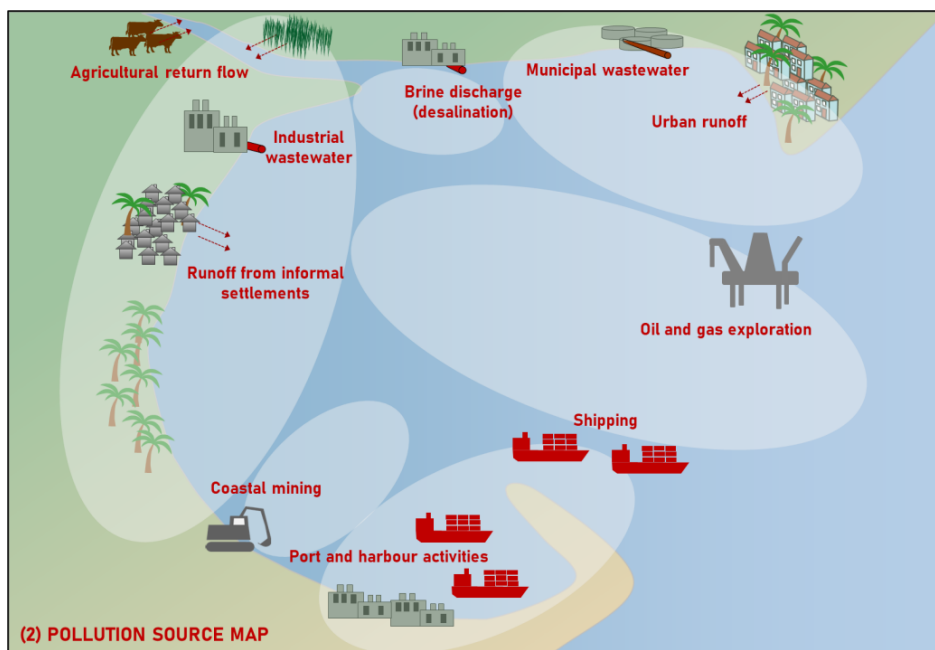 Agricultural return flow
Brine discharge
(desalination)
Municipal wastewater
Urban runoff
Industrial
wastewater
Runoff from informal
settlements
Oil and gas exploration
Shipping
Coastal mining
Port and harbour activities
(2) POLLUTION SOURCE MAP